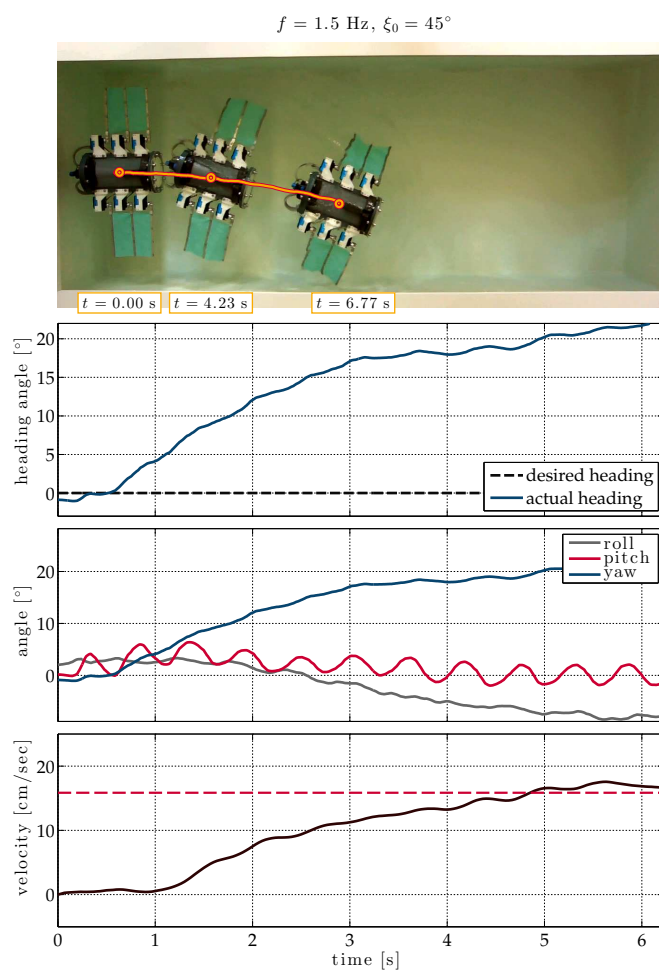 f = 1.5 Hz, ξ₀ = 45°
t = 0.00 s t = 4.23 s t = 6.77 s
heading angle [°]
20
15
10
5
0
desired heading
actual heading
angle [°]
20
10
0
roll
pitch
yaw
velocity [cm/sec]
20
10
0
0 1 2 3 4 5 6
time [s]